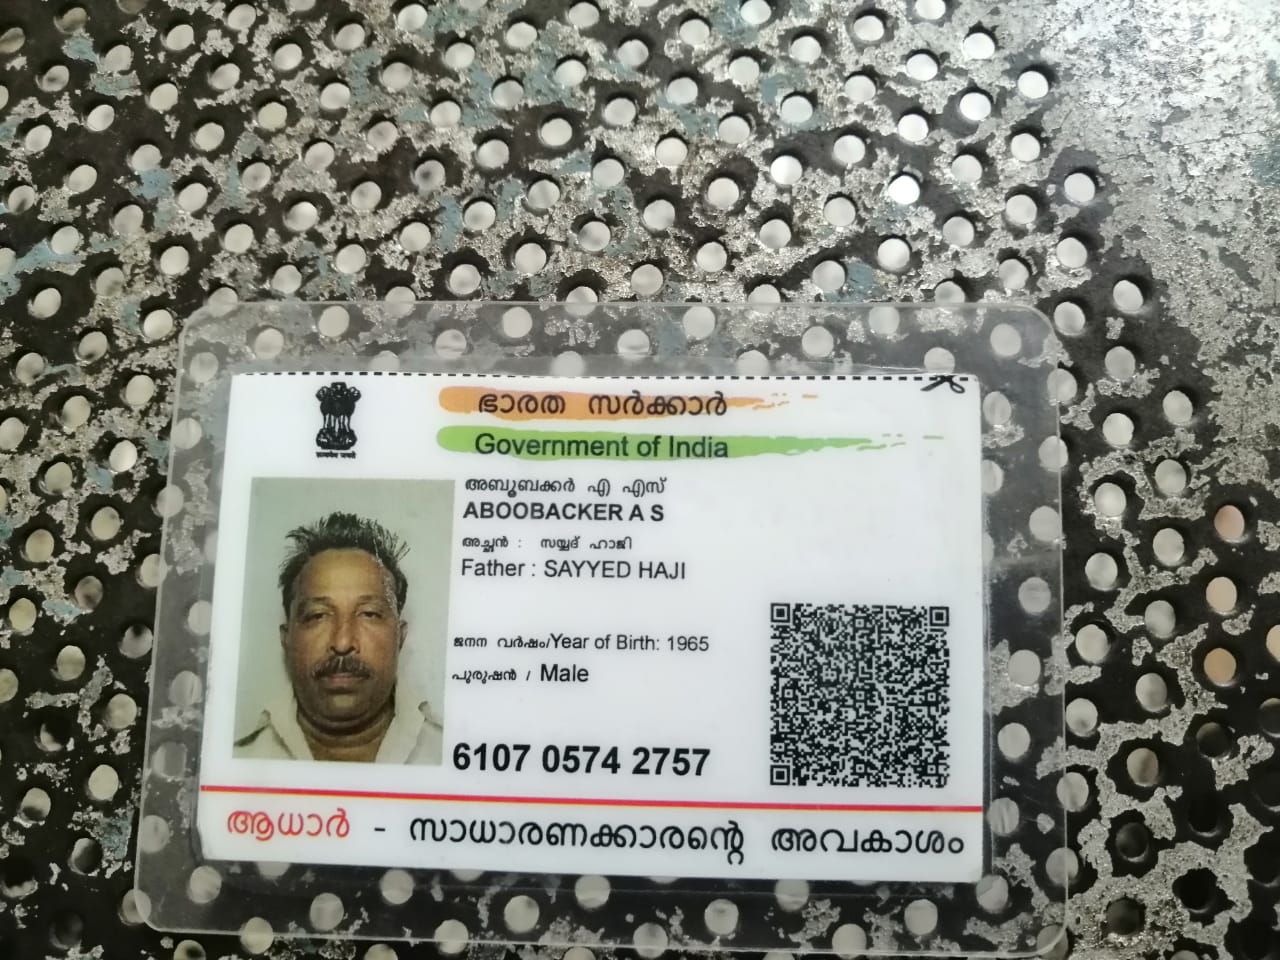 ഭാരത സർക്കാർ
Government of India
അബൂബക്കർ എ എസ്
ABOOBACKER A S
അച്ഛൻ : സയ്യദ് ഹാജി
Father : SAYYED HAJI
ജനന വർഷം/Year of Birth: 1965
പുരുഷൻ / Male
6107 0574 2757
ആധാർ - സാധാരണക്കാരന്റെ അവകാശം